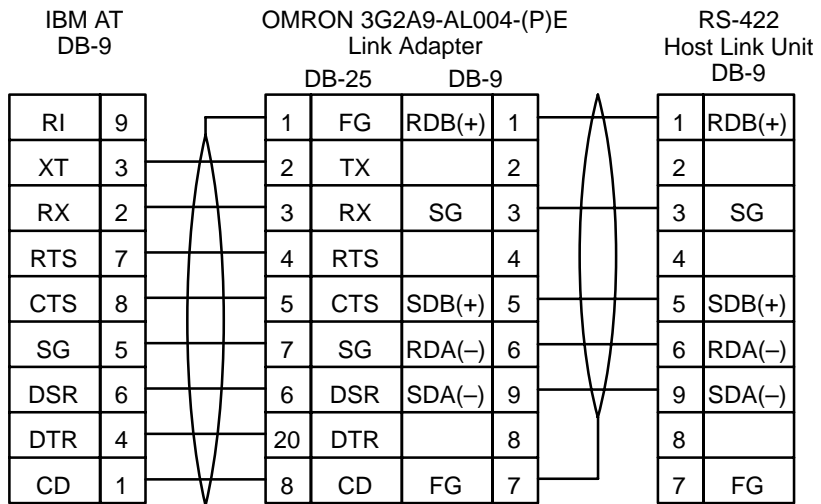 IBM AT
DB-9
OMRON 3G2A9-AL004-(P)E
Link Adapter
RS-422
Host Link Unit
DB-9
DB-25 DB-9
RI 9 1 FG RDB(+) 1 1 RDB(+)
XT 3 2 TX 2 2
RX 2 3 RX SG 3 3 SG
RTS 7 4 RTS 4 4
CTS 8 5 CTS SDB(+) 5 5 SDB(+)
SG 5 7 SG RDA(–) 6 6 RDA(–)
DSR 6 6 DSR SDA(–) 9 9 SDA(–)
DTR 4 20 DTR 8 8
CD 1 8 CD FG 7 7 FG